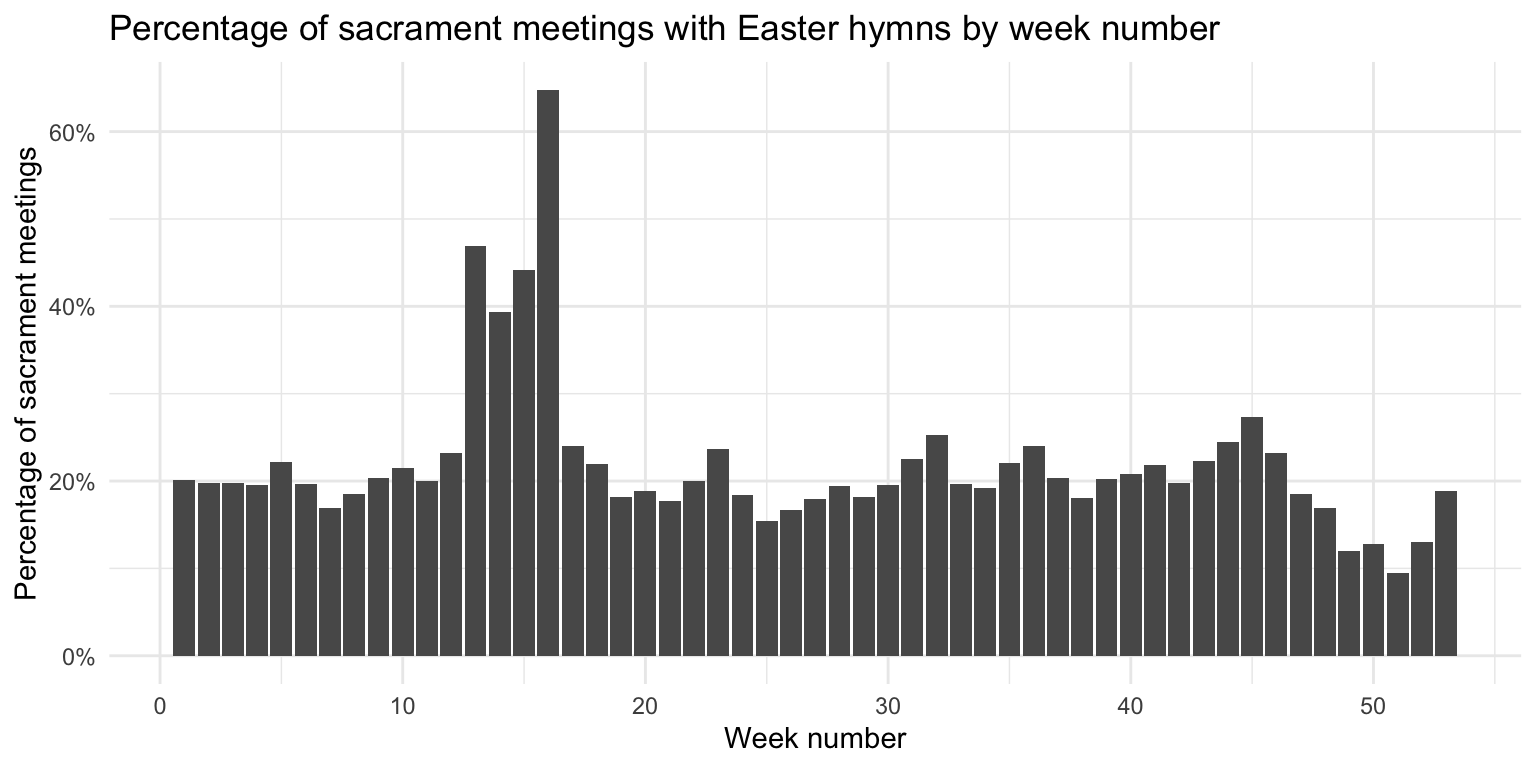 Percentage of sacrament meetings with Easter hymns by week number
Percentage of sacrament meetings
60%
40%
20%
0%
0 10 20 30 40 50
Week number